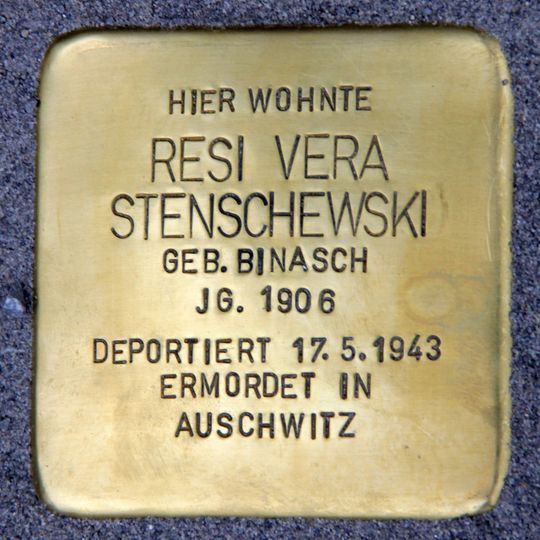 HIER WOHNTE
RESI VERA
STENSCHEWSKI
GEB. BINASCH
JG. 1906
DEPORTIERT 17.5.1943
ERMORDET IN
AUSCHWITZ